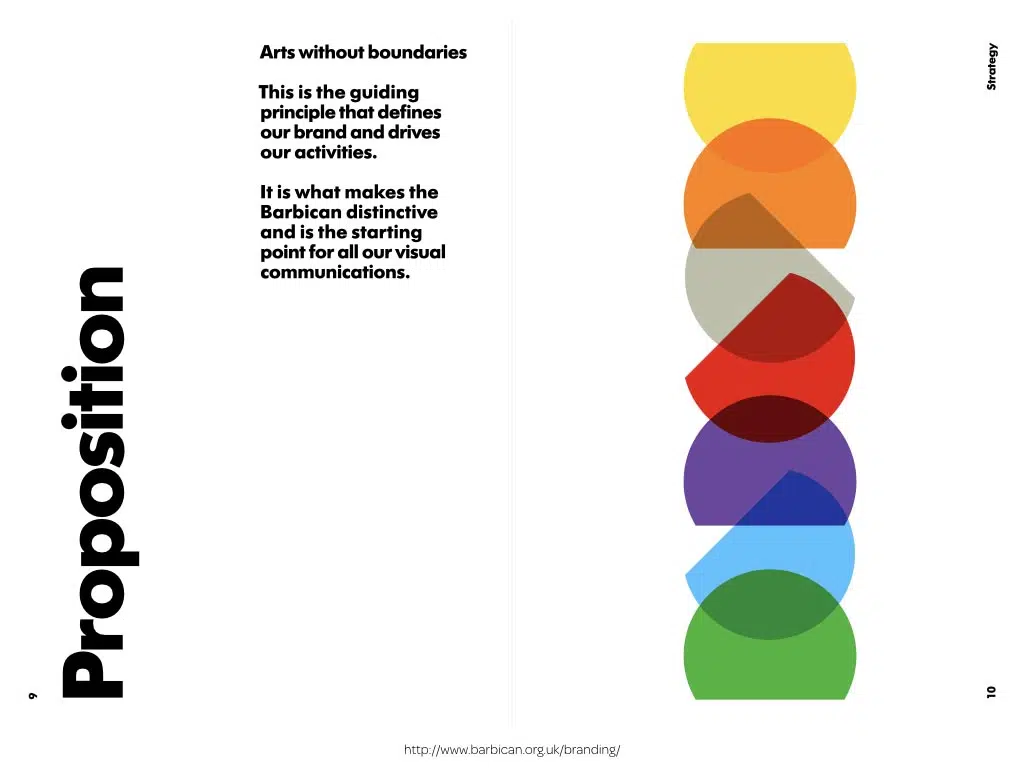 Proposition
9
Arts without boundaries
This is the guiding
principle that defines
our brand and drives
our activities.
It is what makes the
Barbican distinctive
and is the starting
point for all our visual
communications.
Strategy
10
http://www.barbican.org.uk/branding/